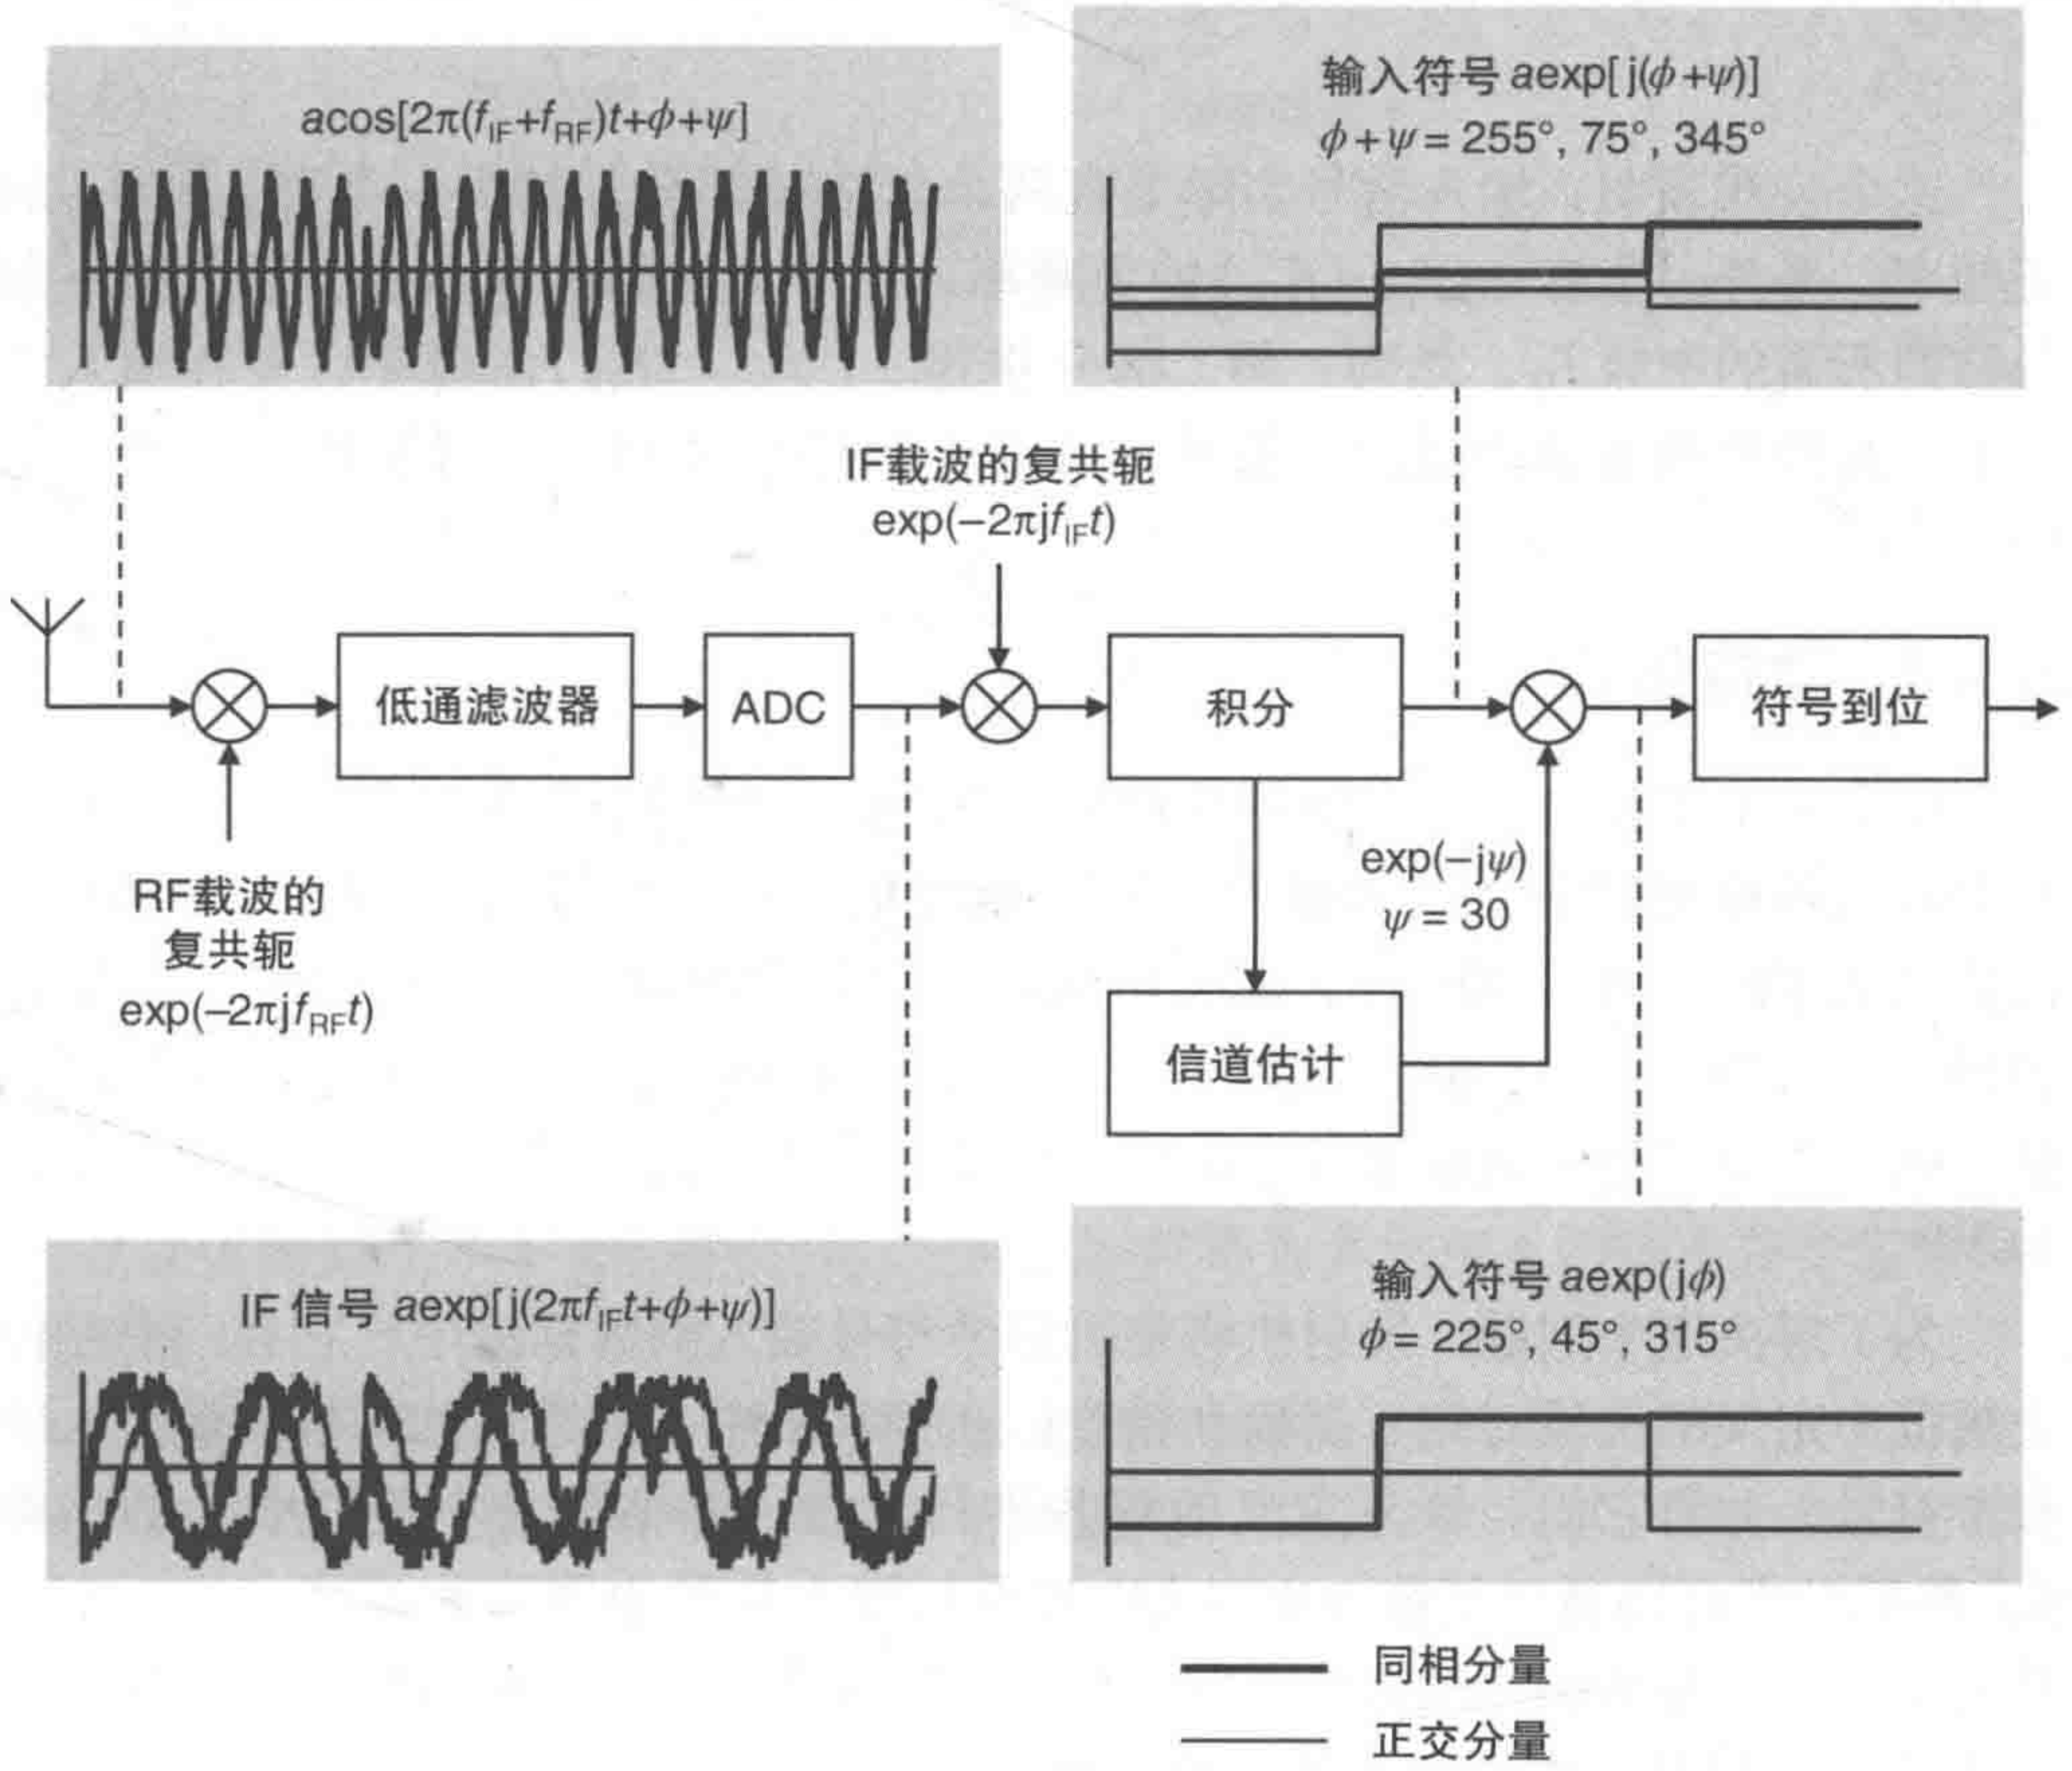 acos[2π(f_IF+f_RF)t+ϕ+ψ]
输入符号 aexp[j(ϕ+ψ)]
ϕ+ψ = 255°, 75°, 345°
IF载波的复共轭
exp(−2πjf_IFt)
低通滤波器
ADC
积分
符号到位
RF载波的
复共轭
exp(−2πjf_RFt)
exp(−jψ)
ψ = 30
信道估计
IF 信号 aexp[j(2πf_IFt+ϕ+ψ)]
输入符号 aexp(jϕ)
ϕ = 225°, 45°, 315°
同相分量
正交分量